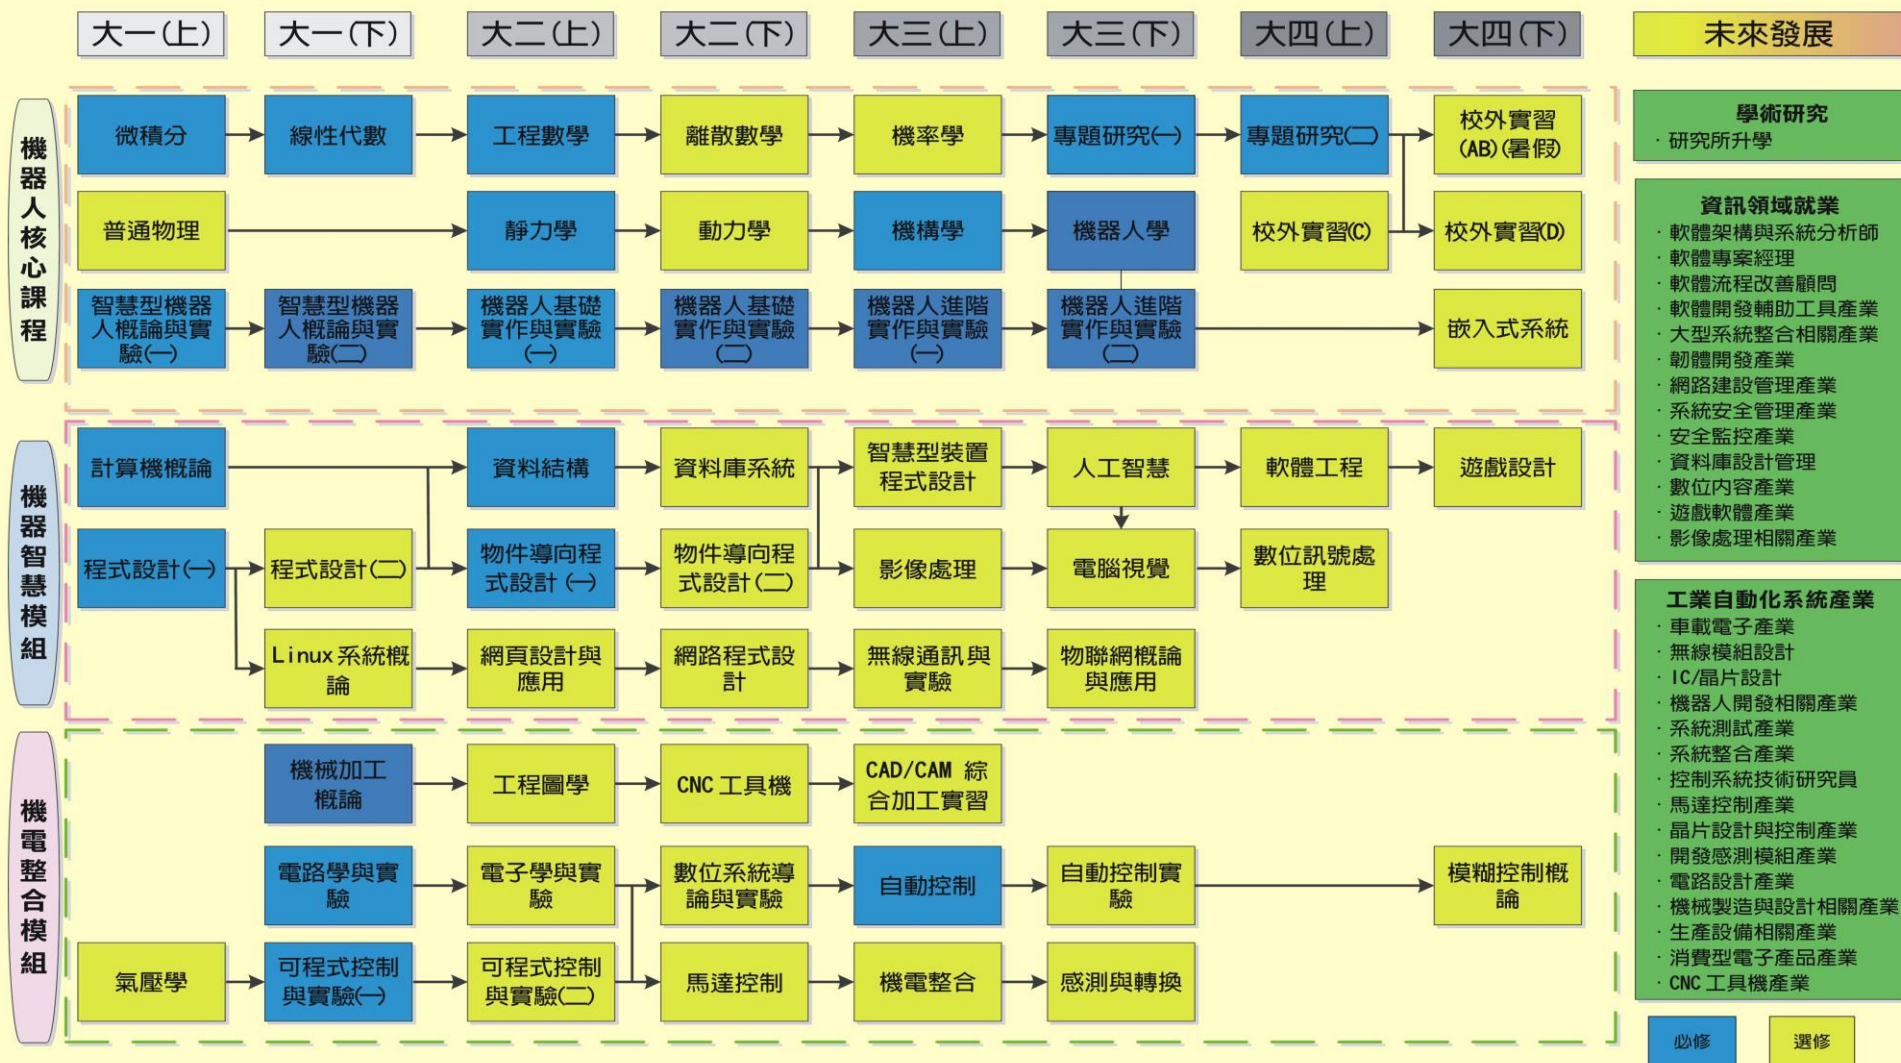 大一(上)
大一(下)
大二(上)
大二(下)
大三(上)
大三(下)
大四(上)
大四(下)
未來發展
機器人核心課程
微積分
線性代數
工程數學
離散數學
機率學
專題研究(一)
專題研究(二)
校外實習
(AB)(暑假)
普通物理
靜力學
動力學
機構學
機器人學
校外實習(C)
校外實習(D)
智慧型機器
人概論與實
驗(一)
智慧型機器
人概論與實
驗(二)
機器人基礎
實作與實驗
(一)
機器人基礎
實作與實驗
(二)
機器人進階
實作與實驗
(一)
機器人進階
實作與實驗
(二)
嵌入式系統
機器智慧模組
計算機概論
資料結構
資料庫系統
智慧型裝置
程式設計
人工智慧
軟體工程
遊戲設計
程式設計(一)
程式設計(二)
物件導向程
式設計(一)
物件導向程
式設計(二)
影像處理
電腦視覺
數位訊號處
理
Linux 系統概
論
網頁設計與
應用
網路程式設
計
無線通訊與
實驗
物聯網概論
與應用
機電整合模組
機械加工
概論
工程圖學
CNC 工具機
CAD/CAM 綜
合加工實習
電路學與實
驗
電子學與實
驗
數位系統導
論與實驗
自動控制
自動控制實
驗
模糊控制概
論
氣壓學
可程式控制
與實驗(一)
可程式控制
與實驗(二)
馬達控制
機電整合
感測與轉換
學術研究
· 研究所升學
資訊領域就業
· 軟體架構與系統分析師
· 軟體專案經理
· 軟體流程改善顧問
· 軟體開發輔助工具產業
· 大型系統整合相關產業
· 韌體開發產業
· 網路建設管理產業
· 系統安全管理產業
· 安全監控產業
· 資料庫設計管理
· 數位內容產業
· 遊戲軟體產業
· 影像處理相關產業
工業自動化系統產業
· 車載電子產業
· 無線模組設計
· IC/晶片設計
· 機器人開發相關產業
· 系統測試產業
· 系統整合產業
· 控制系統技術研究員
· 馬達控制產業
· 晶片設計與控制產業
· 開發感測模組產業
· 電路設計產業
· 機械製造與設計相關產業
· 生產設備相關產業
· 消費型電子產品產業
· CNC 工具機產業
必修
選修